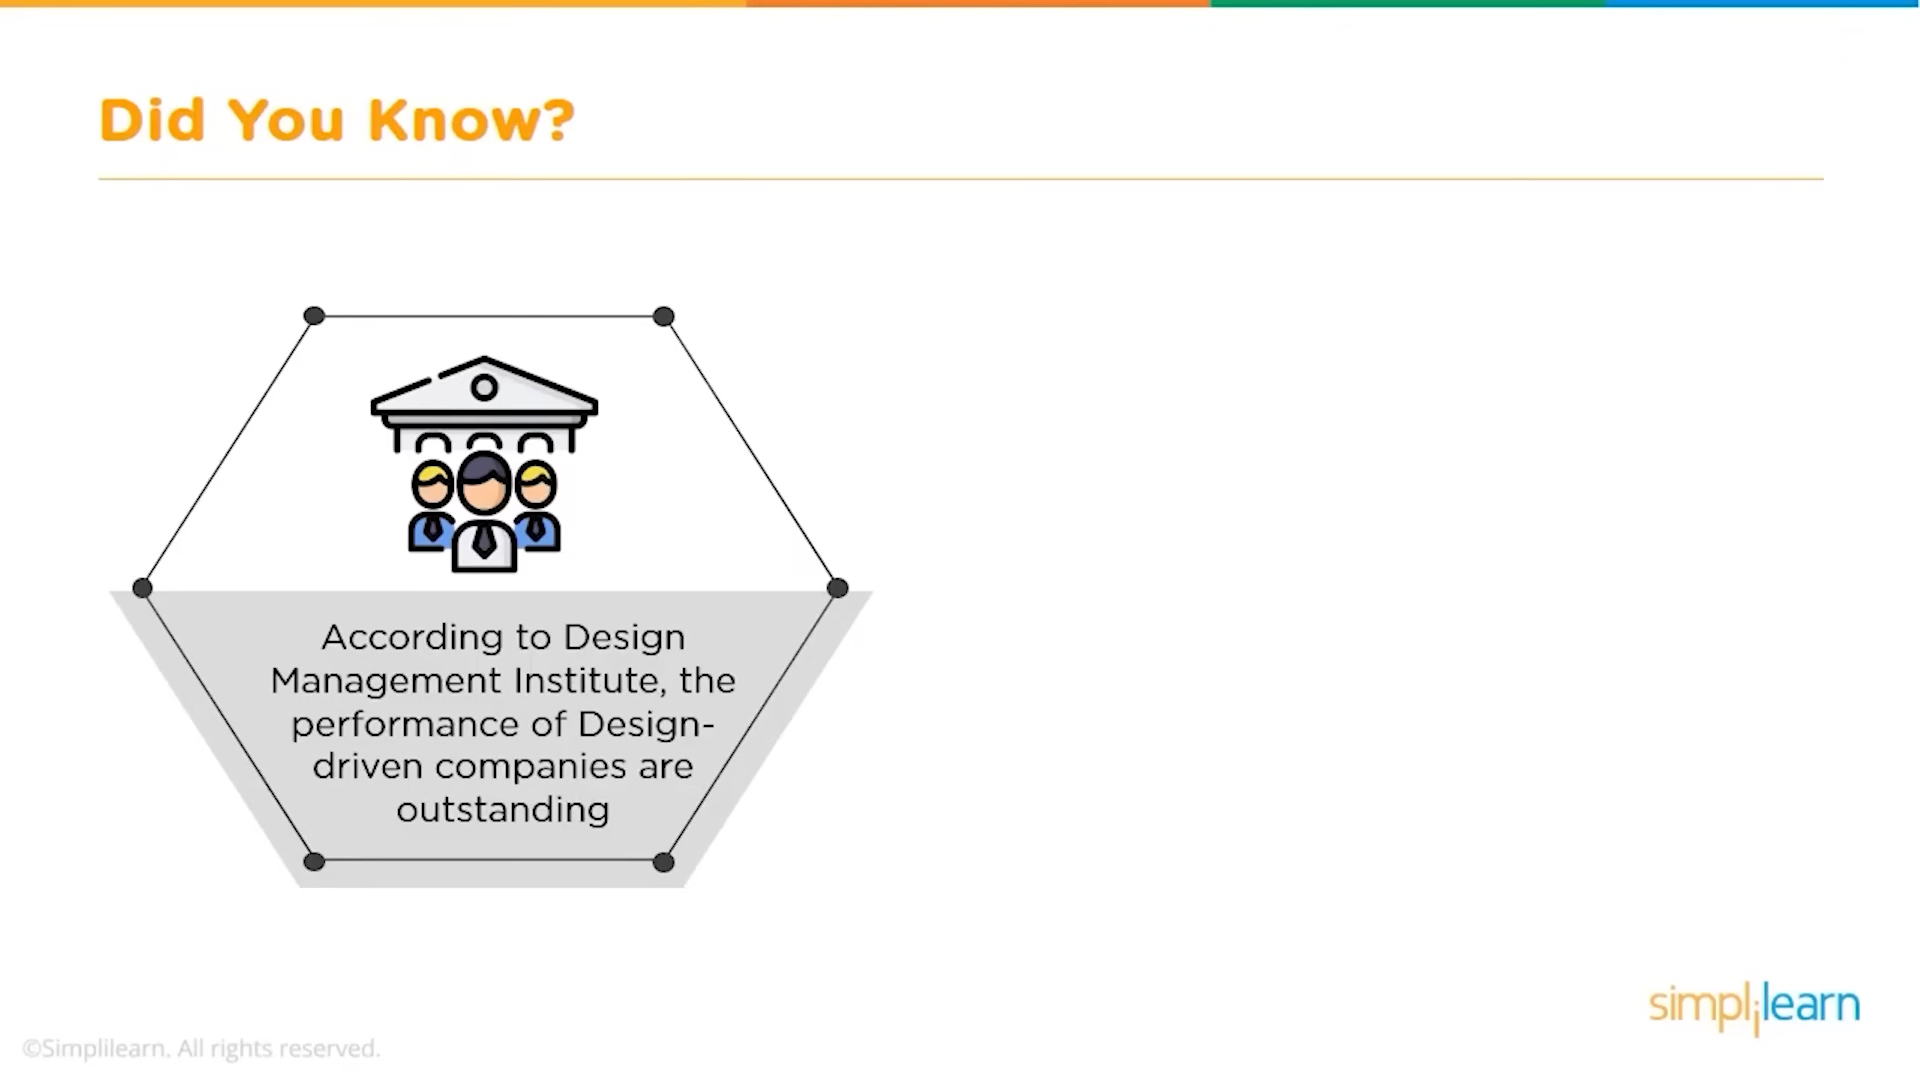 Did You Know?
According to Design
Management Institute, the
performance of Design-
driven companies are
outstanding
simplilearn
©Simplilearn. All rights reserved.